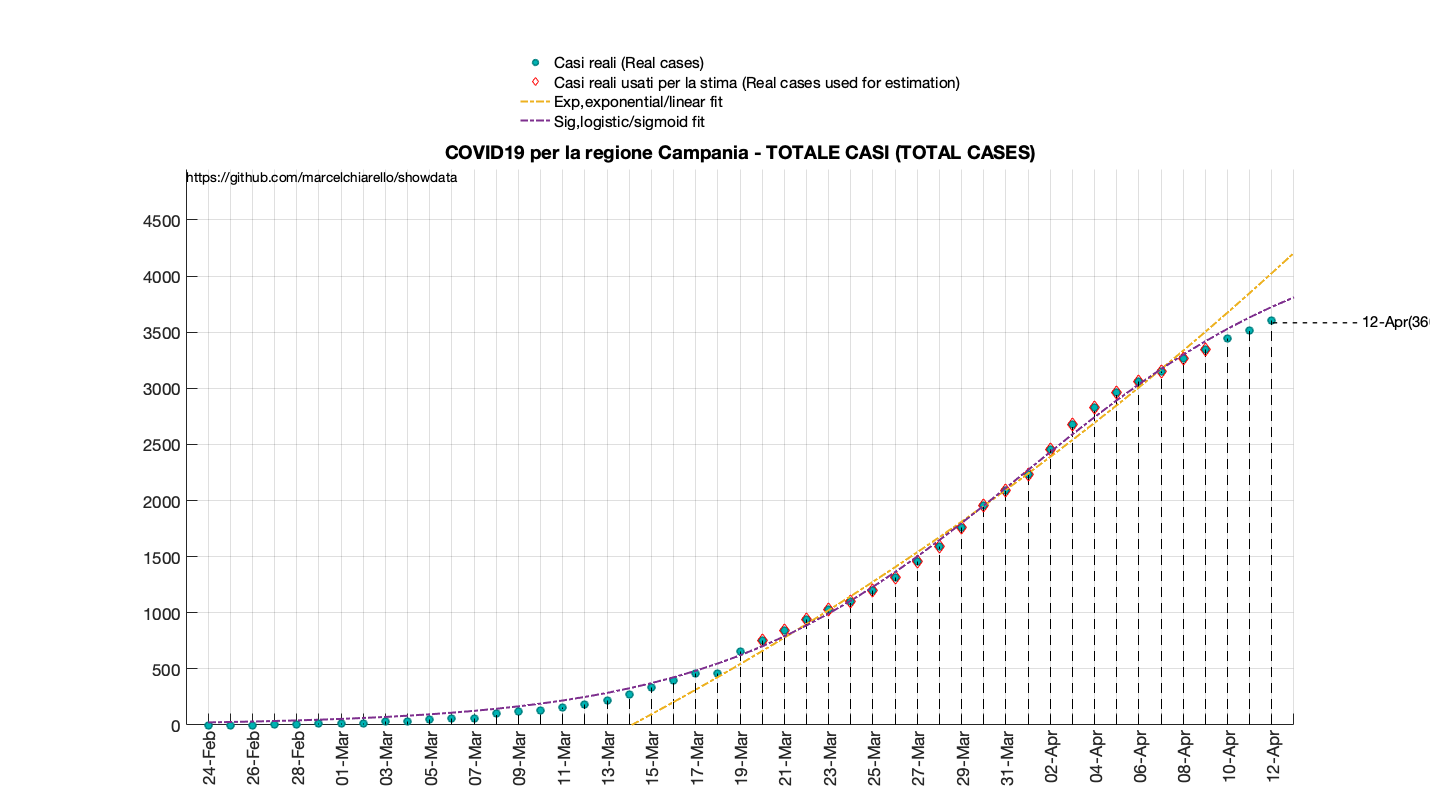 Casi reali (Real cases)
Casi reali usati per la stima (Real cases used for estimation)
Exp,exponential/linear fit
Sig,logistic/sigmoid fit
COVID19 per la regione Campania - TOTALE CASI (TOTAL CASES)
https://github.com/marcelchiarello/showdata
4500
4000
3500
3000
2500
2000
1500
1000
500
0
12-Apr(36
24-Feb
26-Feb
28-Feb
01-Mar
03-Mar
05-Mar
07-Mar
09-Mar
11-Mar
13-Mar
15-Mar
17-Mar
19-Mar
21-Mar
23-Mar
25-Mar
27-Mar
29-Mar
31-Mar
02-Apr
04-Apr
06-Apr
08-Apr
10-Apr
12-Apr